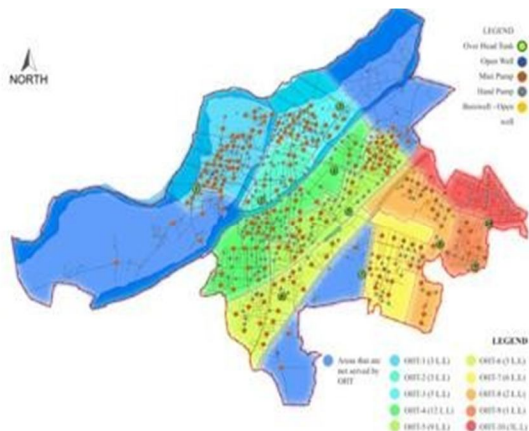 NORTH
LEGEND
Over Head Tank
Open Well
Mini Pump
Hand Pump
Borewell - Open
well
LEGEND
Areas that are
not served by
OHT
OHT-1 (3 L.L)
OHT-2 (3 L.L)
OHT-3 (5 L.L)
OHT-4 (12 L.L)
OHT-5 (9 L.L)
OHT-6 (3 L.L)
OHT-7 (6 L.L)
OHT-8 (2 L.L)
OHT-9 (1 L.L)
OHT-10 (3L.L)